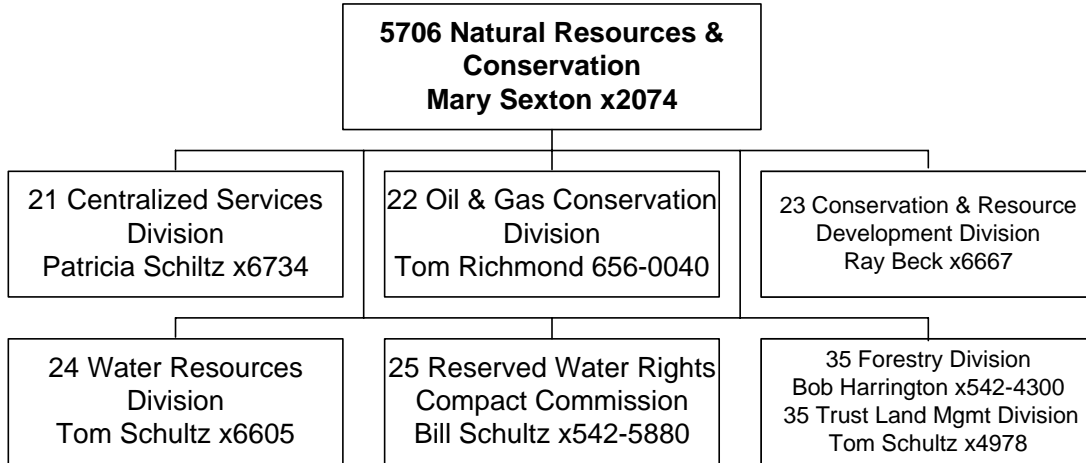 5706 Natural Resources &
Conservation
Mary Sexton x2074
21 Centralized Services
Division
Patricia Schiltz x6734
22 Oil & Gas Conservation
Division
Tom Richmond 656-0040
23 Conservation & Resource
Development Division
Ray Beck x6667
24 Water Resources
Division
Tom Schultz x6605
25 Reserved Water Rights
Compact Commission
Bill Schultz x542-5880
35 Forestry Division
Bob Harrington x542-4300
35 Trust Land Mgmt Division
Tom Schultz x4978